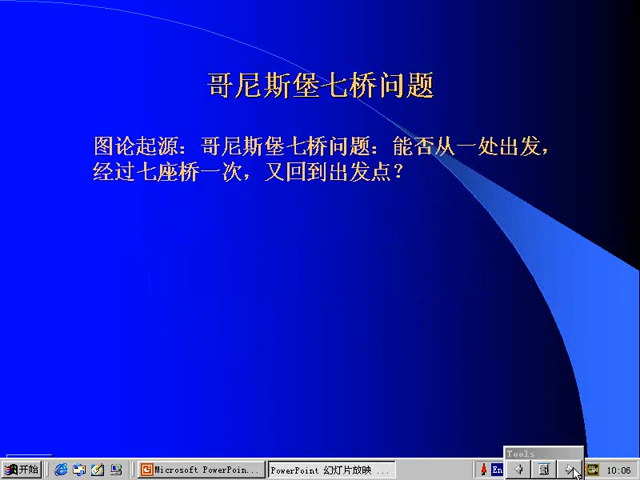 哥尼斯堡七桥问题
图论起源：哥尼斯堡七桥问题：能否从一处出发，
经过七座桥一次，又回到出发点？
Tools
开始
Microsoft PowerPoin...
PowerPoint 幻灯片放映 ...
En
10:06